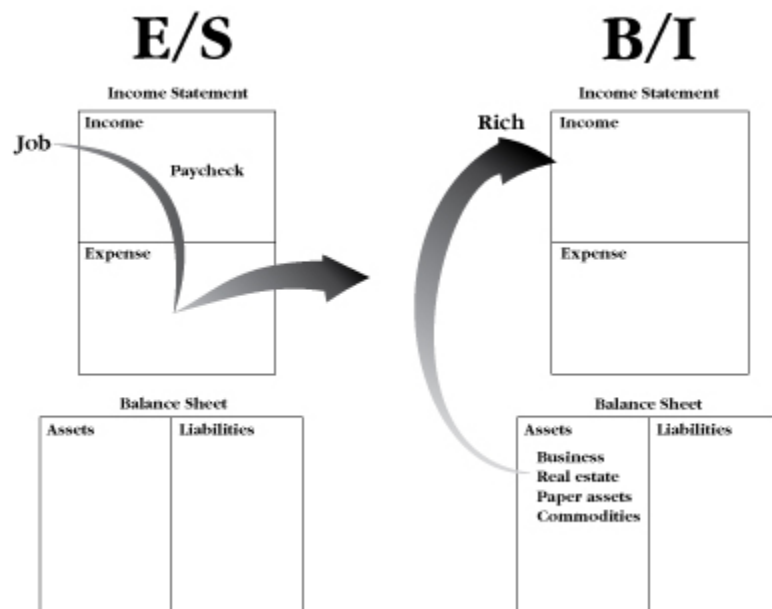 E/S
Income Statement
Income
Job
Paycheck
Expense
Balance Sheet
Assets
Liabilities
B/I
Income Statement
Rich
Income
Expense
Balance Sheet
Assets
Liabilities
Business
Real estate
Paper assets
Commodities